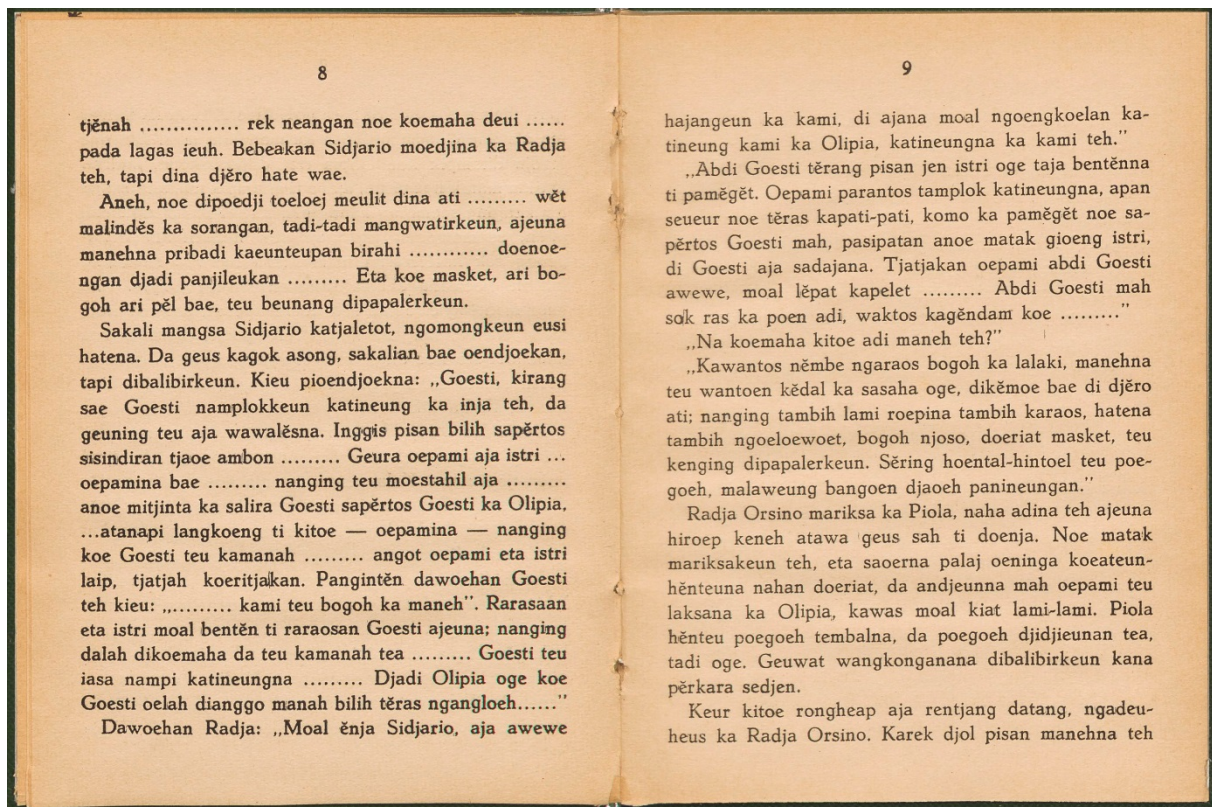 8
tjĕnah ............... rek neangan noe koemaha deui ......
pada lagas ieuh. Bebeakan Sidjario moedjina ka Radja
teh, tapi dina djĕro hate wae.
Aneh, noe dipoedji toeloej meulit dina ati ......... wĕt
malindĕs ka sorangan, tadi-tadi mangwatirkeun, ajeuna
manehna pribadi kaeunteupan birahi ............ doenoe-
ngan djadi panjileukan ......... Eta koe masket, ari bo-
goh ari pĕl bae, teu beunang dipapalerkeun.
Sakali mangsa Sidjario katjaletot, ngomongkeun eusi
hatena. Da geus kagok asong, sakalian bae oendjoekan,
tapi dibalibirkeun. Kieu pioendjoekna: „Goesti, kirang
sae Goesti namplokkeun katineung ka inja teh, da
geuning teu aja wawalĕsna. Inggis pisan bilih sapĕrtos
sisindiran tjaoe ambon ......... Geura oepami aja istri ...
oepamina bae ......... nanging teu moestahil aja .........
anoe mitjinta ka salira Goesti sapĕrtos Goesti ka Olipia,
...atanapi langkoeng ti kitoe — oepamina — nanging
koe Goesti teu kamanah ......... angot oepami eta istri
laip, tjatjah koeritjakan. Pangintĕn dawoehan Goesti
teh kieu: „......... kami teu bogoh ka maneh”. Rarasaan
eta istri moal bentĕn ti raraosan Goesti ajeuna; nanging
dalah dikoemaha da teu kamanah tea ......... Goesti teu
iasa nampi katineungna ......... Djadi Olipia oge koe
Goesti oelah dianggo manah bilih tĕras ngangloeh......”
Dawoehan Radja: „Moal ĕnja Sidjario, aja awewe
9
hajangeun ka kami, di ajana moal ngoengkoelan ka-
tineung kami ka Olipia, katineungna ka kami teh.”
„Abdi Goesti tĕrang pisan jen istri oge taja bentĕnna
ti pamĕgĕt. Oepami parantos tamplok katineungna, apan
seueur noe tĕras kapati-pati, komo ka pamĕgĕt noe sa-
pĕrtos Goesti mah, pasipatan anoe matak gioeng istri,
di Goesti aja sadajana. Tjatjakan oepami abdi Goesti
awewe, moal lĕpat kapelet ......... Abdi Goesti mah
sok ras ka poen adi, waktos kagĕndam koe .........”
„Na koemaha kitoe adi maneh teh?”
„Kawantos nĕmbe ngaraos bogoh ka lalaki, manehna
teu wantoen kĕdal ka sasaha oge, dikĕmoe bae di djĕro
ati; nanging tambih lami roepina tambih karaos, hatena
tambih ngoeloewoet, bogoh njoso, doeriat masket, teu
kenging dipapalerkeun. Sĕring hoental-hintoel teu poe-
goeh, malaweung bangoen djaoeh panineungan.”
Radja Orsino mariksa ka Piola, naha adina teh ajeuna
hiroep keneh atawa geus sah ti doenja. Noe matak
mariksakeun teh, eta saoerna palaj oeninga koeateun-
hĕnteuna nahan doeriat, da andjeunna mah oepami teu
laksana ka Olipia, kawas moal kiat lami-lami. Piola
hĕnteu poegoeh tembalna, da poegoeh djidjieunan tea,
tadi oge. Geuwat wangkonganana dibalibirkeun kana
pĕrkara sedjen.
Keur kitoe rongheap aja rentjang datang, ngadeu-
heus ka Radja Orsino. Karek djol pisan manehna teh